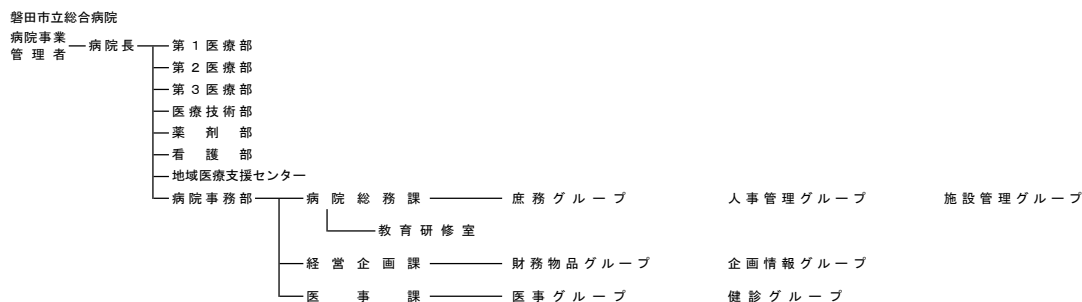 磐田市立総合病院
病院事業管理者 病院長 第1医療部
第2医療部
第3医療部
医療技術部
薬剤部
看護部
地域医療支援センター
病院事務部 病院総務課 庶務グループ 人事管理グループ 施設管理グループ
教育研修室
経営企画課 財務物品グループ 企画情報グループ
医事課 医事グループ 健診グループ